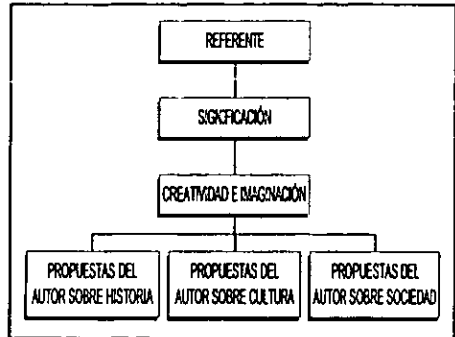 REFERENTE
SIGNIFICACIÓN
CREATIVIDAD E IMAGINACIÓN
PROPUESTAS DEL
AUTOR SOBRE HISTORIA
PROPUESTAS DEL
AUTOR SOBRE CULTURA
PROPUESTAS DEL
AUTOR SOBRE SOCIEDAD